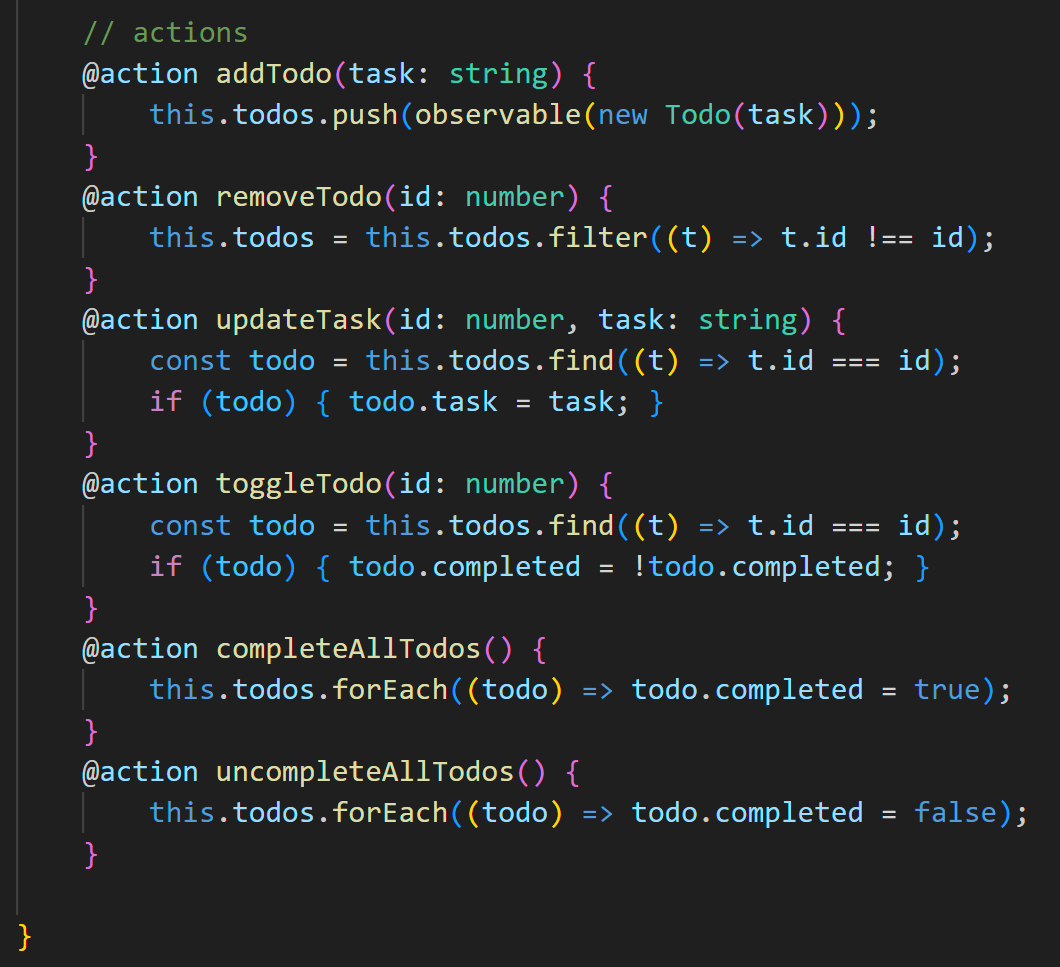 // actions
@action addTodo(task: string) {
this.todos.push(observable(new Todo(task)));
}
@action removeTodo(id: number) {
this.todos = this.todos.filter((t) => t.id !== id);
}
@action updateTask(id: number, task: string) {
const todo = this.todos.find((t) => t.id === id);
if (todo) { todo.task = task; }
}
@action toggleTodo(id: number) {
const todo = this.todos.find((t) => t.id === id);
if (todo) { todo.completed = !todo.completed; }
}
@action completeAllTodos() {
this.todos.forEach((todo) => todo.completed = true);
}
@action uncompleteAllTodos() {
this.todos.forEach((todo) => todo.completed = false);
}
}